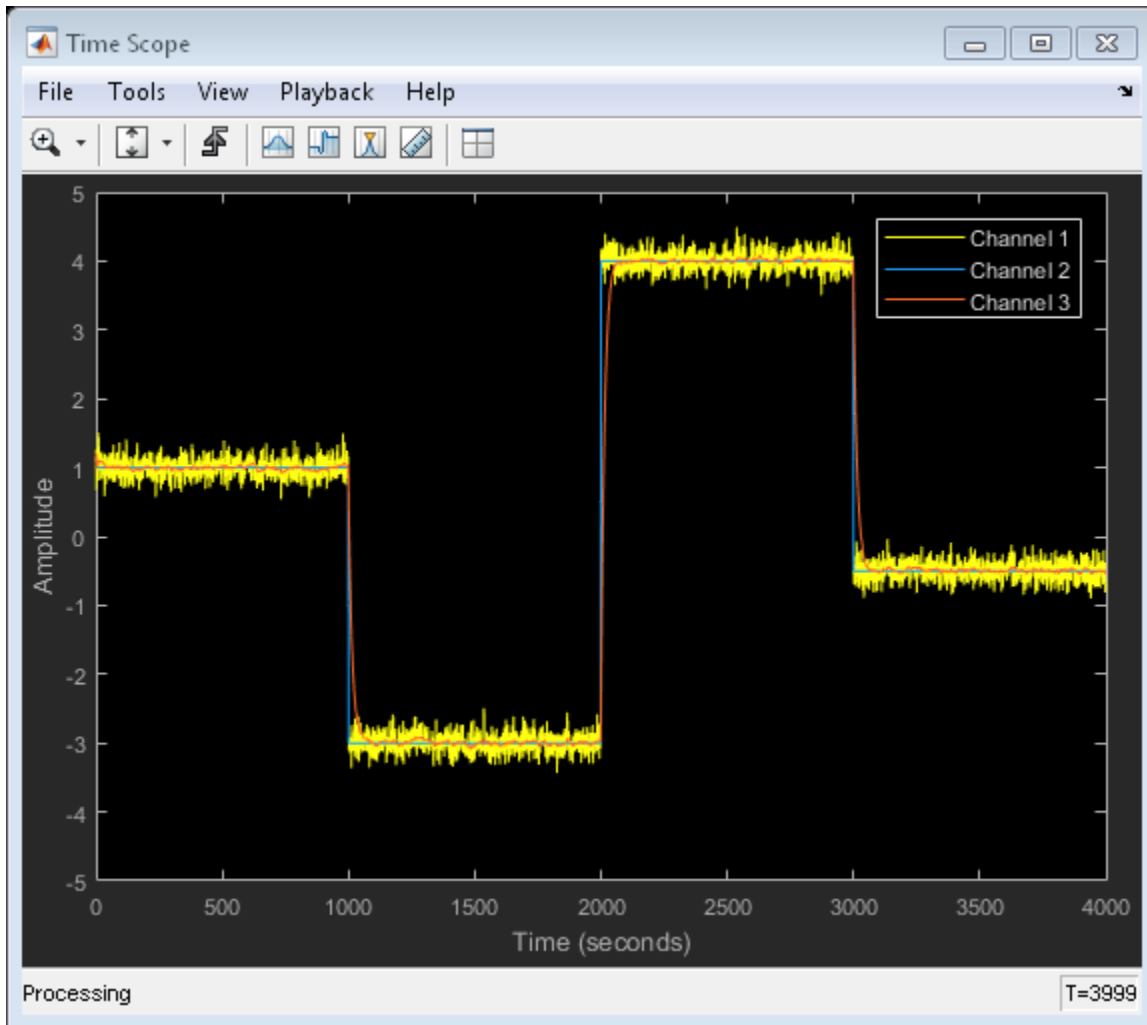 Time Scope
File Tools View Playback Help
5
4
3
2
1
0
-1
-2
-3
-4
-5
Amplitude
Channel 1
Channel 2
Channel 3
0 500 1000 1500 2000 2500 3000 3500 4000
Time (seconds)
Processing T=3999